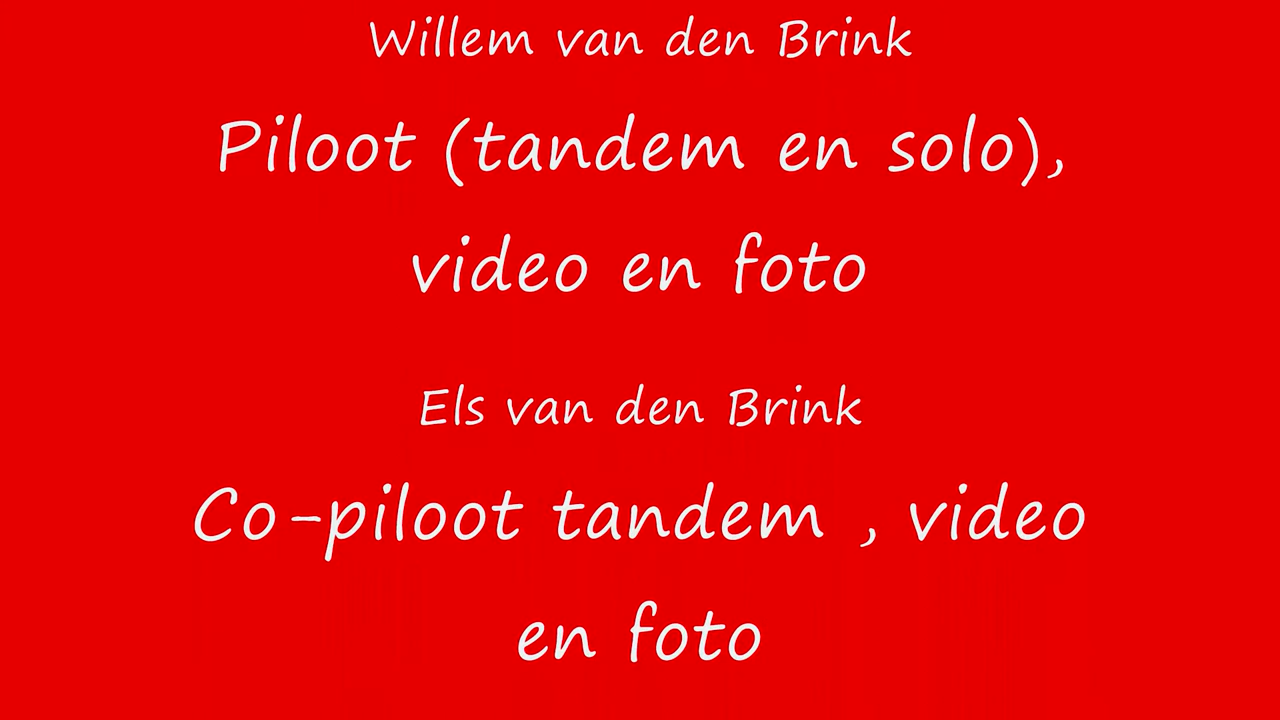 Willem van den Brink
Piloot (tandem en solo),
video en foto
Els van den Brink
Co-piloot tandem , video
en foto